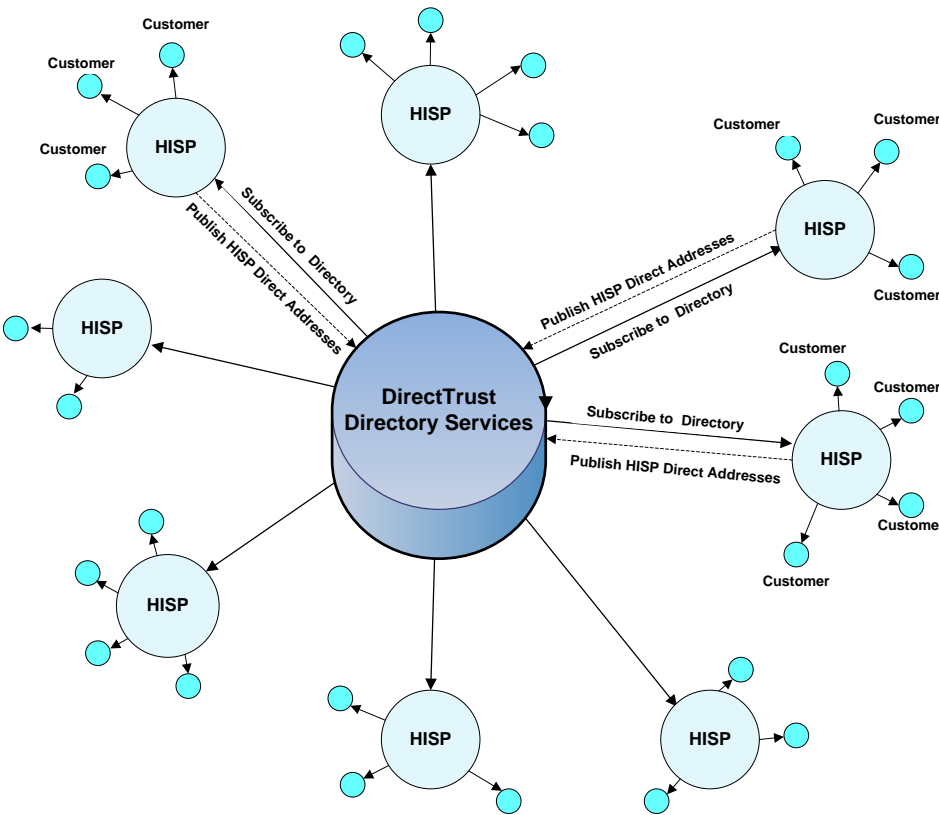 Customer
Customer
Customer
HISP
HISP
Customer
Customer
HISP
Customer
Subscribe to Directory
Publish HISP Direct Addresses
Publish HISP Direct Addresses
Subscribe to Directory
HISP
DirectTrust
Directory Services
Customer
Customer
Subscribe to Directory
Publish HISP Direct Addresses
HISP
Custome
Customer
HISP
HISP
HISP